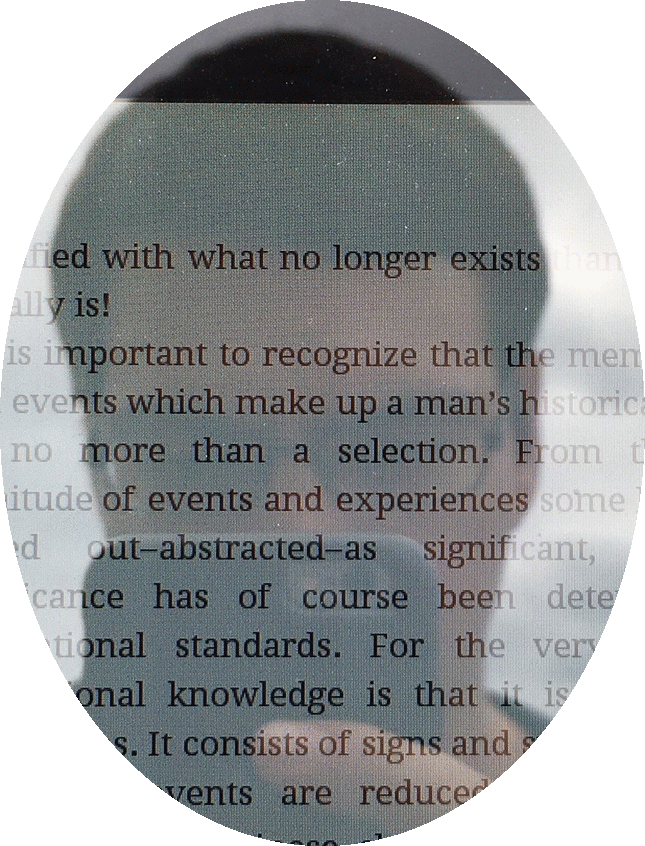 fied with what no longer exists than
ally is!
is important to recognize that the mem
events which make up a man's historica
no more than a selection. From th
itude of events and experiences some
ed out–abstracted–as significant,
icance has of course been dete
tional standards. For the very
ional knowledge is that it is
s. It consists of signs and s
vents are reduced